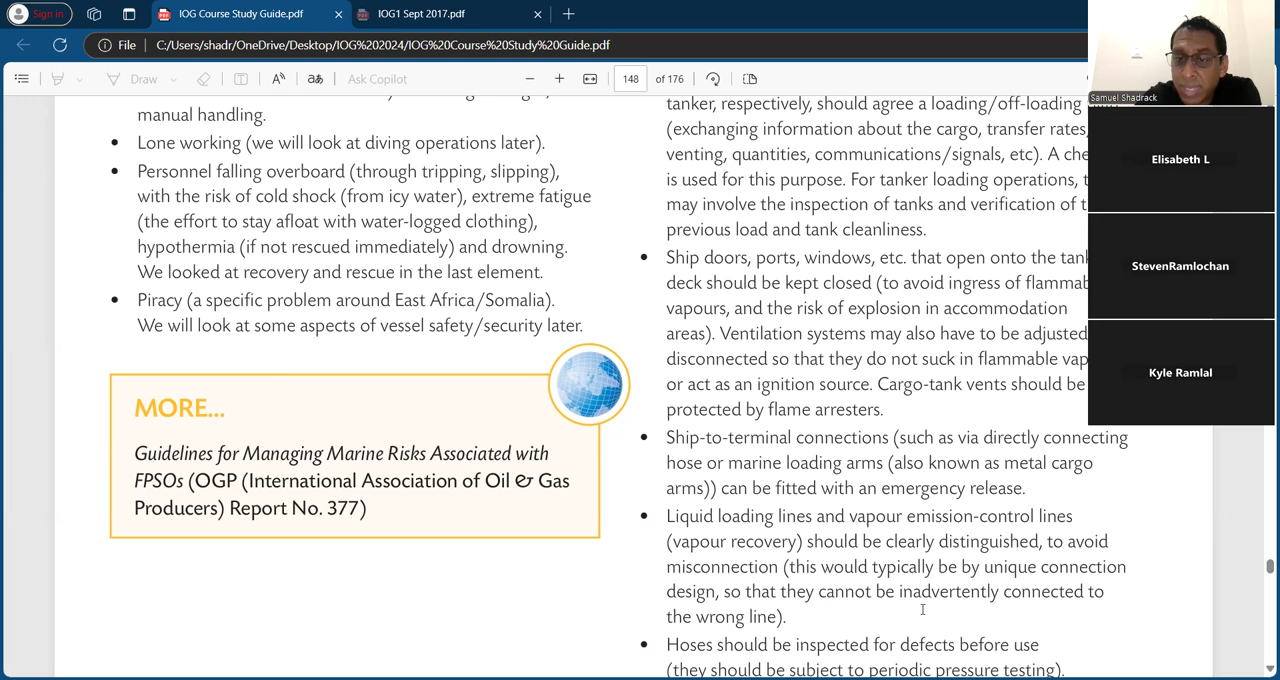 Sign in
IOG Course Study Guide.pdf
IOG1 Sept 2017.pdf
File
C:/Users/shadr/OneDrive/Desktop/IOG%202024/IOG%20Course%20Study%20Guide.pdf
Draw
Ask Copilot
148 of 176
manual handling.
• Lone working (we will look at diving operations later).
• Personnel falling overboard (through tripping, slipping),
with the risk of cold shock (from icy water), extreme fatigue
(the effort to stay afloat with water-logged clothing),
hypothermia (if not rescued immediately) and drowning.
We looked at recovery and rescue in the last element.
• Piracy (a specific problem around East Africa/Somalia).
We will look at some aspects of vessel safety/security later.
MORE...
Guidelines for Managing Marine Risks Associated with
FPSOs (OGP (International Association of Oil & Gas
Producers) Report No. 377)
tanker, respectively, should agree a loading/off-loading
(exchanging information about the cargo, transfer rates,
venting, quantities, communications/signals, etc). A che
is used for this purpose. For tanker loading operations, t
may involve the inspection of tanks and verification of t
previous load and tank cleanliness.
• Ship doors, ports, windows, etc. that open onto the tank
deck should be kept closed (to avoid ingress of flammab
vapours, and the risk of explosion in accommodation
areas). Ventilation systems may also have to be adjusted
disconnected so that they do not suck in flammable vap
or act as an ignition source. Cargo-tank vents should be
protected by flame arresters.
• Ship-to-terminal connections (such as via directly connecting
hose or marine loading arms (also known as metal cargo
arms)) can be fitted with an emergency release.
• Liquid loading lines and vapour emission-control lines
(vapour recovery) should be clearly distinguished, to avoid
misconnection (this would typically be by unique connection
design, so that they cannot be inadvertently connected to
the wrong line).
• Hoses should be inspected for defects before use
(they should be subject to periodic pressure testing).
Samuel Shadrack
Elisabeth L
StevenRamlochan
Kyle Ramlal